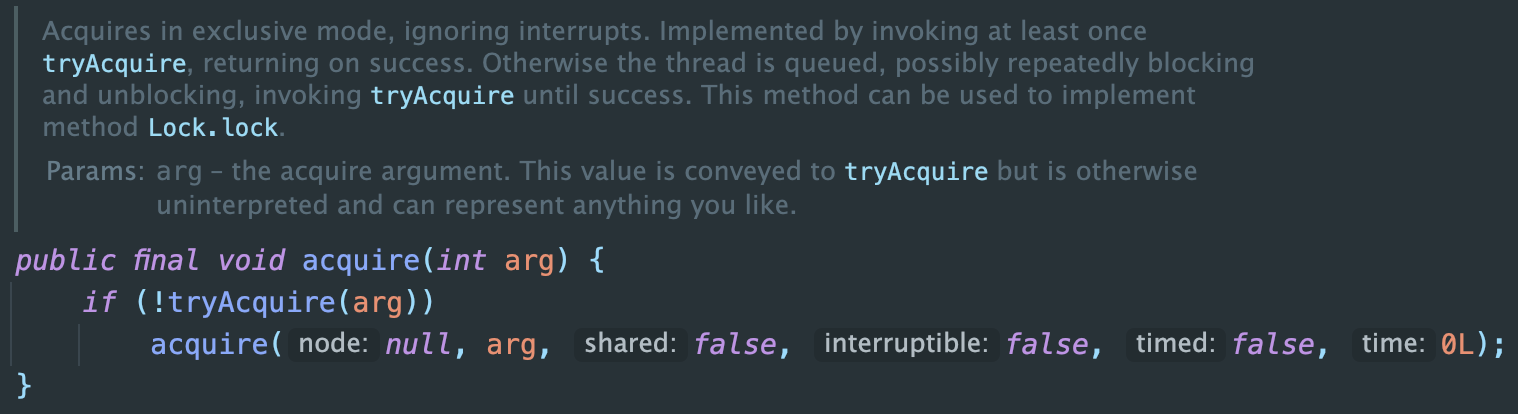 Acquires in exclusive mode, ignoring interrupts. Implemented by invoking at least once
tryAcquire, returning on success. Otherwise the thread is queued, possibly repeatedly blocking
and unblocking, invoking tryAcquire until success. This method can be used to implement
method Lock.lock.
Params: arg – the acquire argument. This value is conveyed to tryAcquire but is otherwise
uninterpreted and can represent anything you like.
public final void acquire(int arg) {
if (!tryAcquire(arg))
acquire( node: null, arg, shared: false, interruptible: false, timed: false, time: 0L);
}